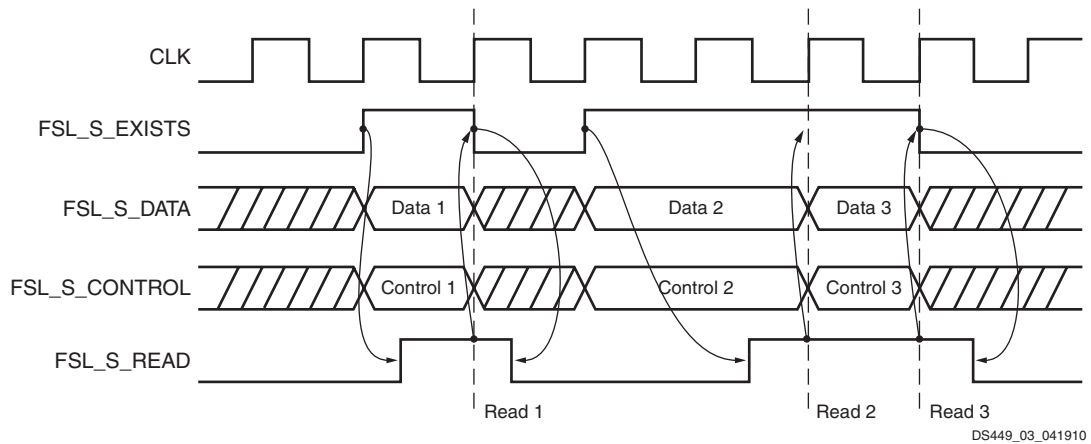 CLK
FSL_S_EXISTS
FSL_S_DATA Data 1 Data 2 Data 3
FSL_S_CONTROL Control 1 Control 2 Control 3
FSL_S_READ
Read 1 Read 2 Read 3
DS449_03_041910